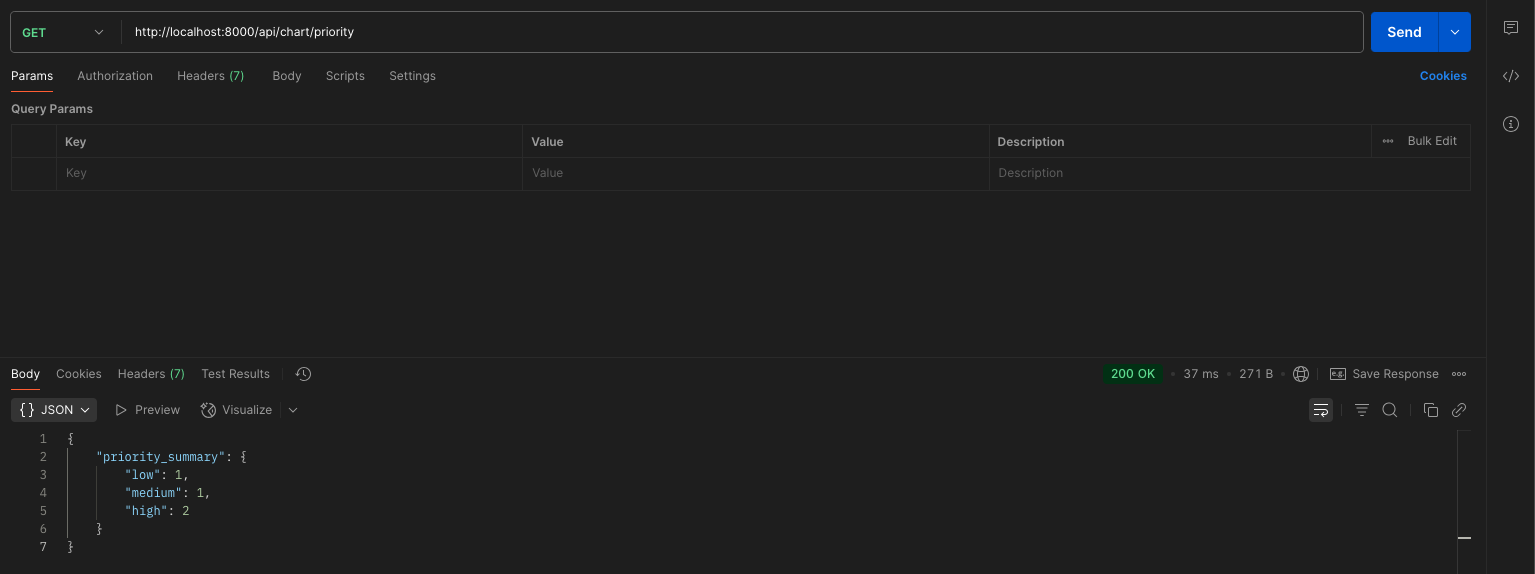 GET http://localhost:8000/api/chart/priority Send
Params Authorization Headers (7) Body Scripts Settings Cookies
Query Params
Key Value Description Bulk Edit
Key Value Description
Body Cookies Headers (7) Test Results 200 OK 37 ms 271 B e.g. Save Response
{} JSON Preview Visualize
1 {
2 "priority_summary": {
3 "low": 1,
4 "medium": 1,
5 "high": 2
6 }
7 }